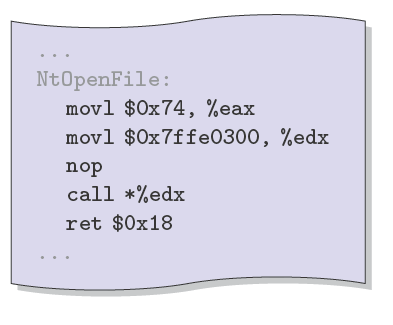 ...
NtOpenFile:
movl $0x74, %eax
movl $0x7ffe0300, %edx
nop
call *%edx
ret $0x18
...